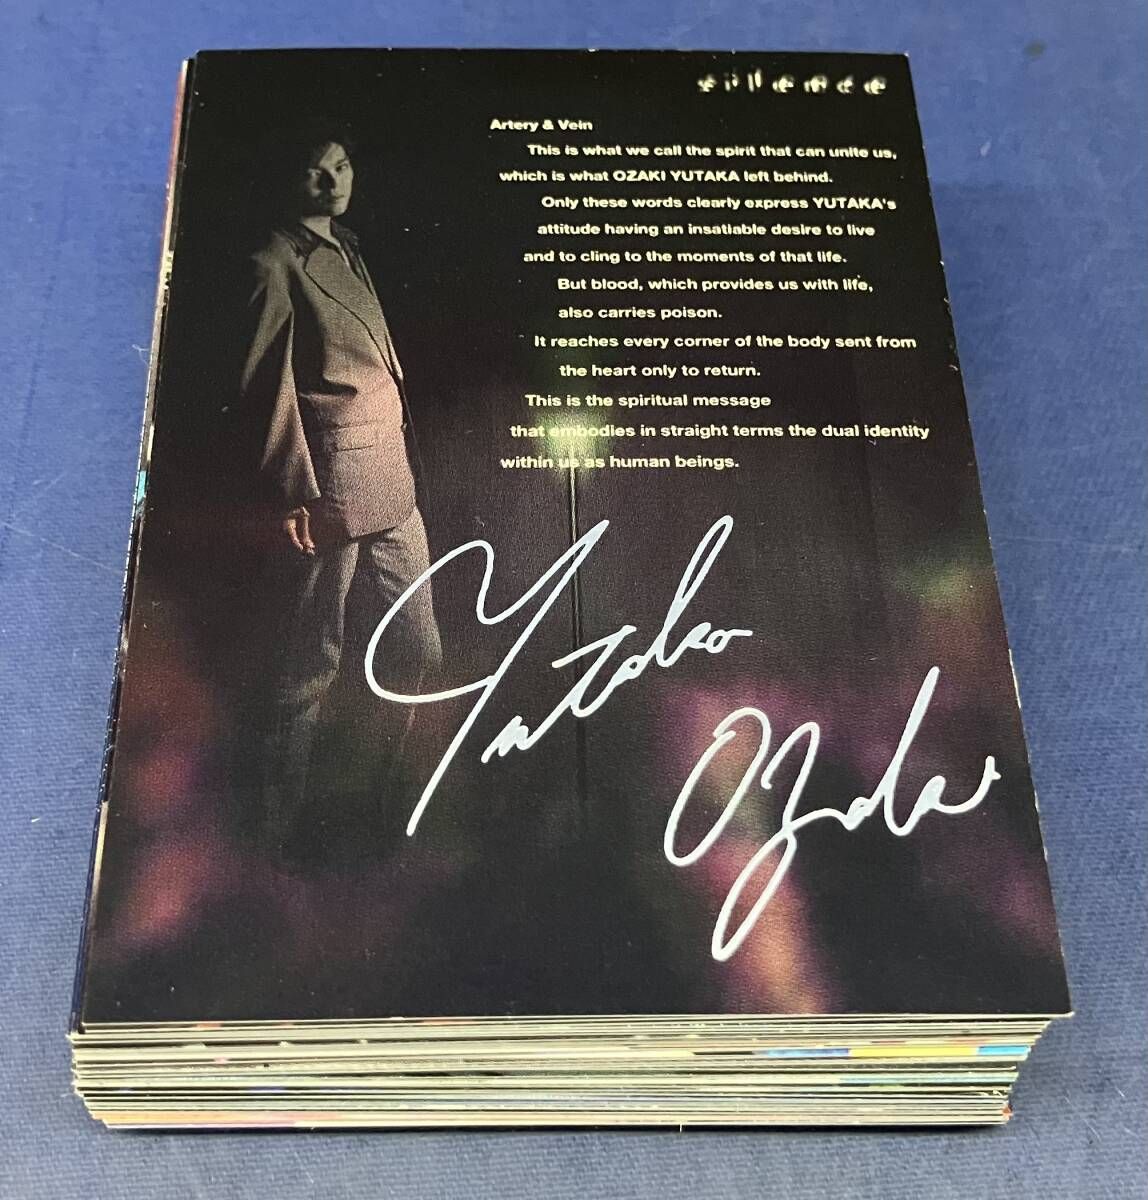 Artery & Vein
This is what we call the spirit that can unite us,
which is what OZAKI YUTAKA left behind.
Only these words clearly express YUTAKA's
attitude having an insatiable desire to live
and to cling to the moments of that life.
But blood, which provides us with life,
also carries poison.
It reaches every corner of the body sent from
the heart only to return.
This is the spiritual message
that embodies in straight terms the dual identity
within us as human beings.
Yutaka
Ozaki